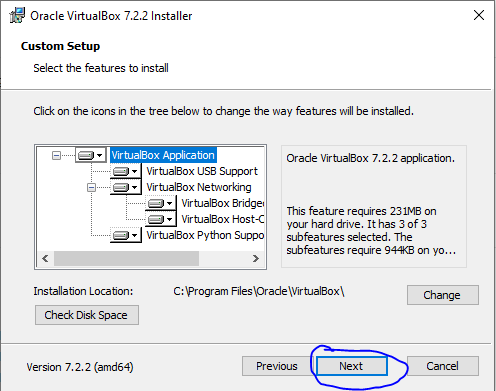 Oracle VirtualBox 7.2.2 Installer
Custom Setup
Select the features to install
Click on the icons in the tree below to change the way features will be installed.
VirtualBox Application
VirtualBox USB Support
VirtualBox Networking
VirtualBox Bridged
VirtualBox Host-O
VirtualBox Python Suppo
Oracle VirtualBox 7.2.2 application.
This feature requires 231MB on
your hard drive. It has 3 of 3
subfeatures selected. The
subfeatures require 944KB on yo...
Installation Location:
C:\Program Files\Oracle\VirtualBox\
Change
Check Disk Space
Version 7.2.2 (amd64)
Previous
Next
Cancel